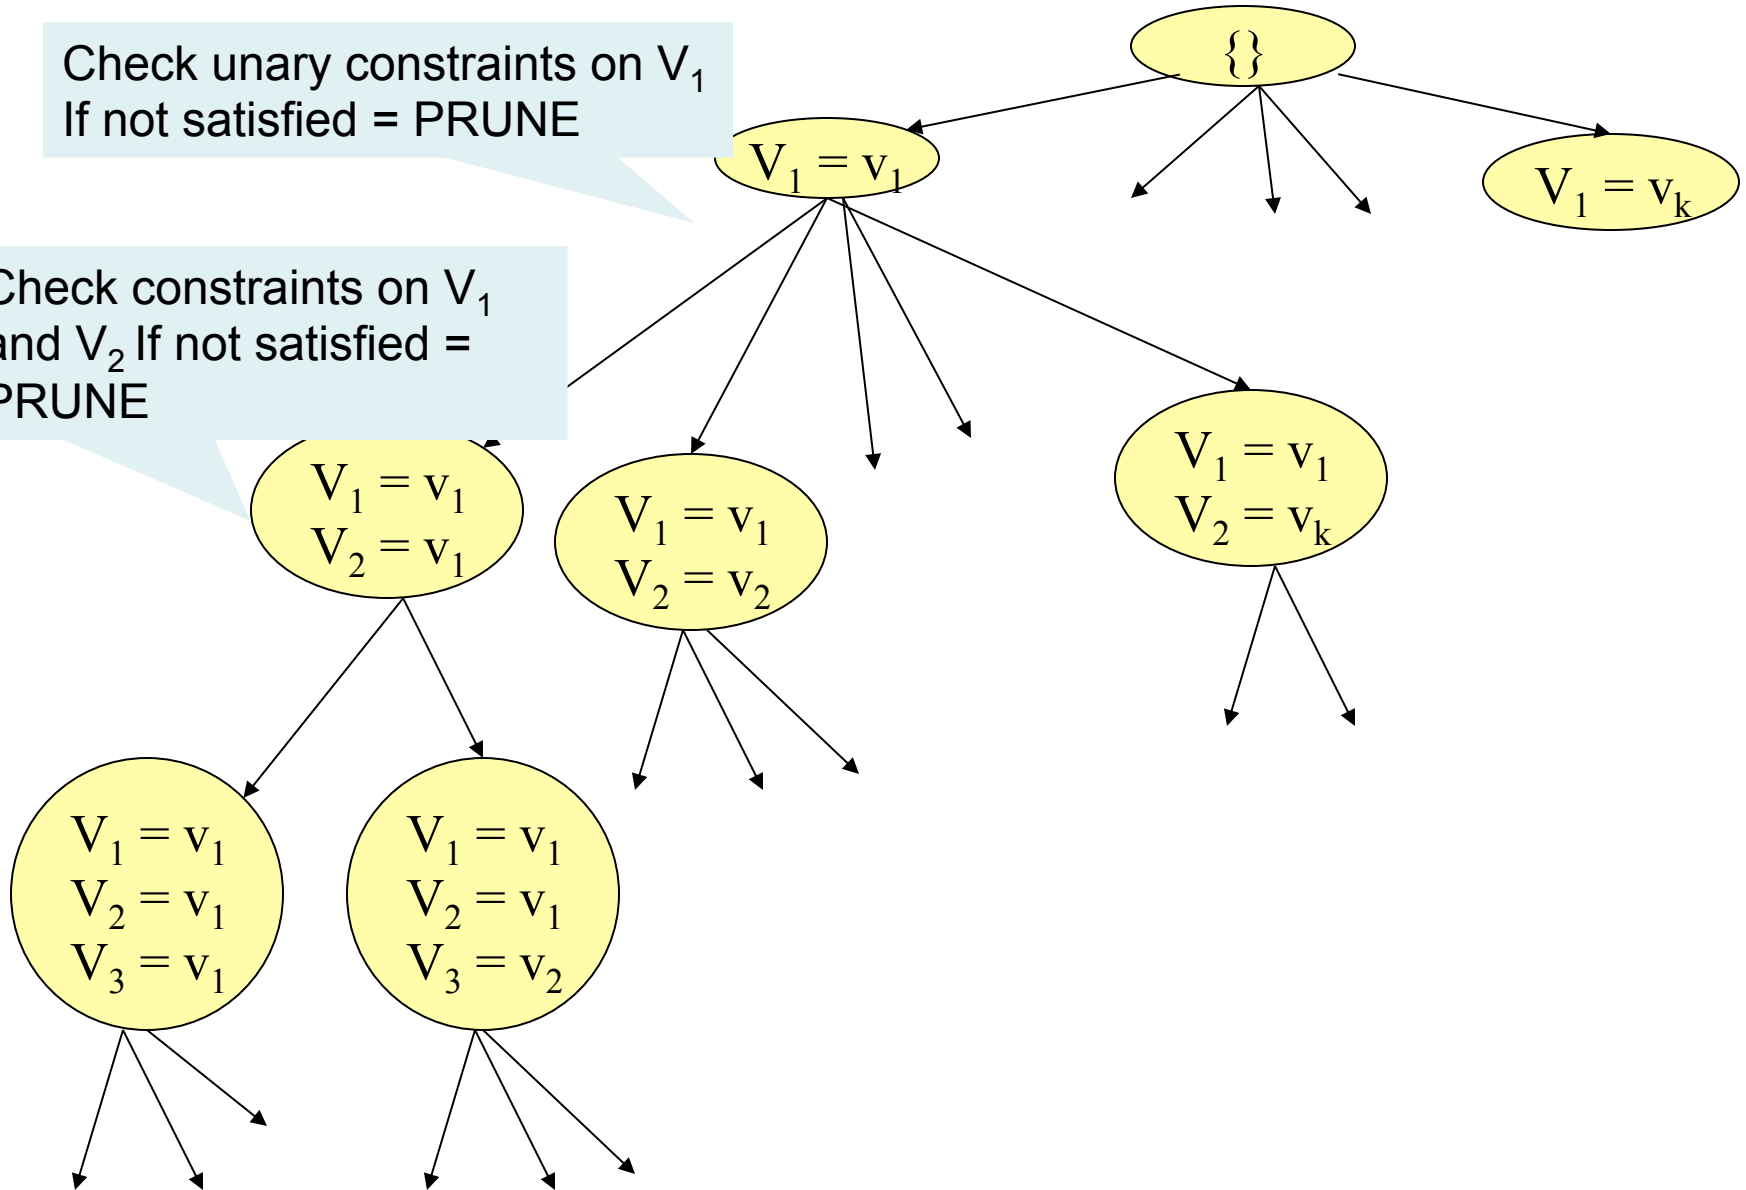 Check unary constraints on V₁
If not satisfied = PRUNE
{}
V₁ = v₁
V₁ = vₖ
Check constraints on V₁
and V₂ If not satisfied =
PRUNE
V₁ = v₁
V₂ = v₁
V₁ = v₁
V₂ = v₂
V₁ = v₁
V₂ = vₖ
V₁ = v₁
V₂ = v₁
V₃ = v₁
V₁ = v₁
V₂ = v₁
V₃ = v₂